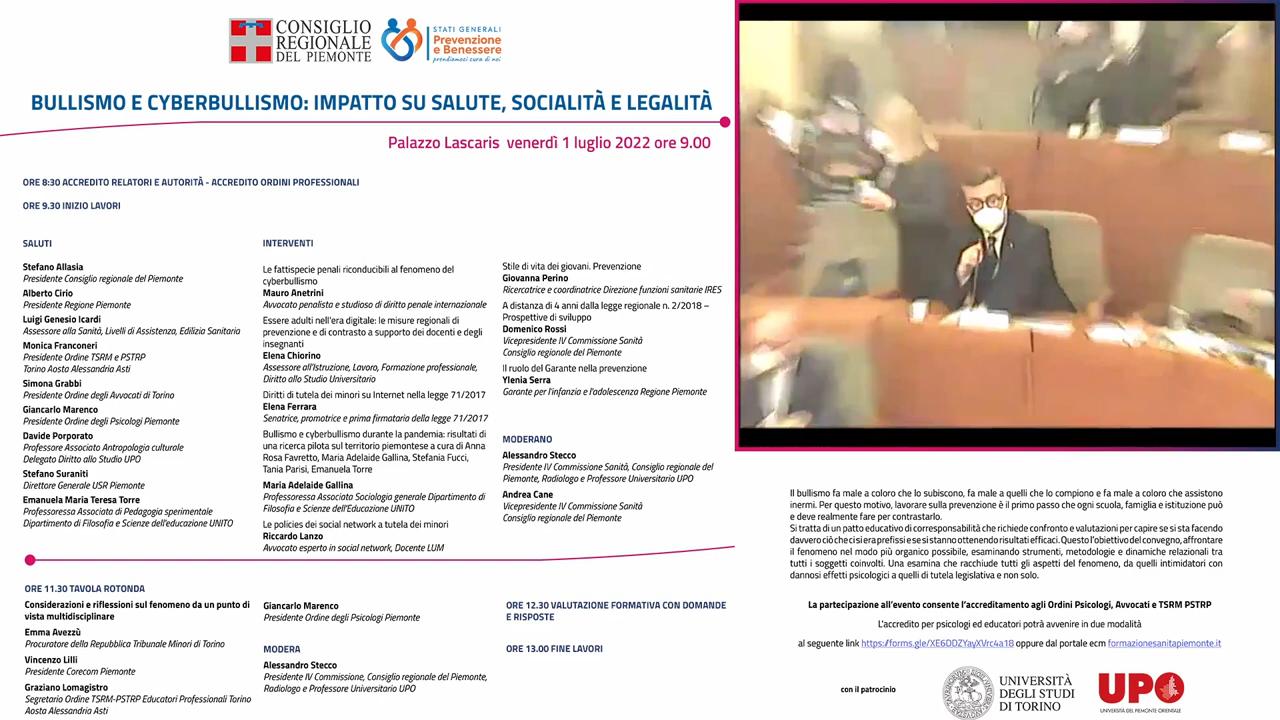 CONSIGLIO
REGIONALE
DEL PIEMONTE
STATI GENERALI
Prevenzione
e Benessere
prendiamoci cura di noi
BULLISMO E CYBERBULLISMO: IMPATTO SU SALUTE, SOCIALITÀ E LEGALITÀ
Palazzo Lascaris venerdì 1 luglio 2022 ore 9.00
ORE 8:30 ACCREDITO RELATORI E AUTORITÀ - ACCREDITO ORDINI PROFESSIONALI
ORE 9.30 INIZIO LAVORI
SALUTI
Stefano Allasia
Presidente Consiglio regionale del Piemonte
Alberto Cirio
Presidente Regione Piemonte
Luigi Genesio Icardi
Assessore alla Sanità, Livelli di Assistenza, Edilizia Sanitaria
Monica Franconeri
Presidente Ordine TSRM e PSTRP
Torino Aosta Alessandria Asti
Simona Grabbi
Presidente Ordine degli Avvocati di Torino
Giancarlo Marenco
Presidente Ordine degli Psicologi Piemonte
Davide Porporato
Professore Associato Antropologia culturale
Delegato Diritto allo Studio UPO
Stefano Suraniti
Direttore Generale USR Piemonte
Emanuela Maria Teresa Torre
Professoressa Associata di Pedagogia sperimentale
Dipartimento di Filosofia e Scienze dell'educazione UNITO
INTERVENTI
Le fattispecie penali riconducibili al fenomeno del
cyberbullismo
Mauro Anetrini
Avvocato penalista e studioso di diritto penale internazionale
Essere adulti nell'era digitale: le misure regionali di
prevenzione e di contrasto a supporto dei docenti e degli
insegnanti
Elena Chiorino
Assessore all'Istruzione, Lavoro, Formazione professionale,
Diritto allo Studio Universitario
Diritti di tutela dei minori su Internet nella legge 71/2017
Elena Ferrara
Senatrice, promotrice e prima firmataria della legge 71/2017
Bullismo e cyberbullismo durante la pandemia: risultati di
una ricerca pilota sul territorio piemontese a cura di Anna
Rosa Favretto, Maria Adelaide Gallina, Stefania Fucci,
Tania Parisi, Emanuela Torre
Maria Adelaide Gallina
Professoressa Associata Sociologia generale Dipartimento di
Filosofia e Scienze dell'Educazione UNITO
Le policies dei social network a tutela dei minori
Riccardo Lanzo
Avvocato esperto in social network, Docente LUM
Stile di vita dei giovani. Prevenzione
Giovanna Perino
Ricercatrice e coordinatrice Direzione funzioni sanitarie IRES
A distanza di 4 anni dalla legge regionale n. 2/2018 –
Prospettive di sviluppo
Domenico Rossi
Vicepresidente IV Commissione Sanità
Consiglio regionale del Piemonte
Il ruolo del Garante nella prevenzione
Ylenia Serra
Garante per l'infanzia e l'adolescenza Regione Piemonte
MODERANO
Alessandro Stecco
Presidente IV Commissione Sanità, Consiglio regionale del
Piemonte, Radiologo e Professore Universitario UPO
Andrea Cane
Vicepresidente IV Commissione Sanità
Consiglio regionale del Piemonte
ORE 11.30 TAVOLA ROTONDA
Considerazioni e riflessioni sul fenomeno da un punto di
vista multidisciplinare
Emma Avezzù
Procuratore della Repubblica Tribunale Minori di Torino
Vincenzo Lilli
Presidente Corecom Piemonte
Graziano Lomagistro
Segretario Ordine TSRM-PSTRP Educatori Professionali Torino
Aosta Alessandria Asti
Giancarlo Marenco
Presidente Ordine degli Psicologi Piemonte
MODERA
Alessandro Stecco
Presidente IV Commissione, Consiglio regionale del Piemonte,
Radiologo e Professore Universitario UPO
ORE 12.30 VALUTAZIONE FORMATIVA CON DOMANDE
E RISPOSTE
ORE 13.00 FINE LAVORI
Il bullismo fa male a coloro che lo subiscono, fa male a quelli che lo compiono e fa male a coloro che assistono
inermi. Per questo motivo, lavorare sulla prevenzione è il primo passo che ogni scuola, famiglia e istituzione può
e deve realmente fare per contrastarlo.
Si tratta di un patto educativo di corresponsabilità che richiede confronto e valutazioni per capire se si sta facendo
davvero ciò che ci si era prefissi e se si stanno ottenendo risultati efficaci. Questo l'obiettivo del convegno, affrontare
il fenomeno nel modo più organico possibile, esaminando strumenti, metodologie e dinamiche relazionali tra
tutti i soggetti coinvolti. Una esamina che racchiude tutti gli aspetti del fenomeno, da quelli intimidatori con
dannosi effetti psicologici a quelli di tutela legislativa e non solo.
La partecipazione all'evento consente l'accreditamento agli Ordini Psicologi, Avvocati e TSRM PSTRP
L'accredito per psicologi ed educatori potrà avvenire in due modalità
al seguente link https://forms.gle/XE6DDZYayXVrc4a18 oppure dal portale ecm formazionesanitapiemonte.it
con il patrocinio
UNIVERSITÀ
DEGLI STUDI
DI TORINO
UPO
UNIVERSITÀ DEL PIEMONTE ORIENTALE